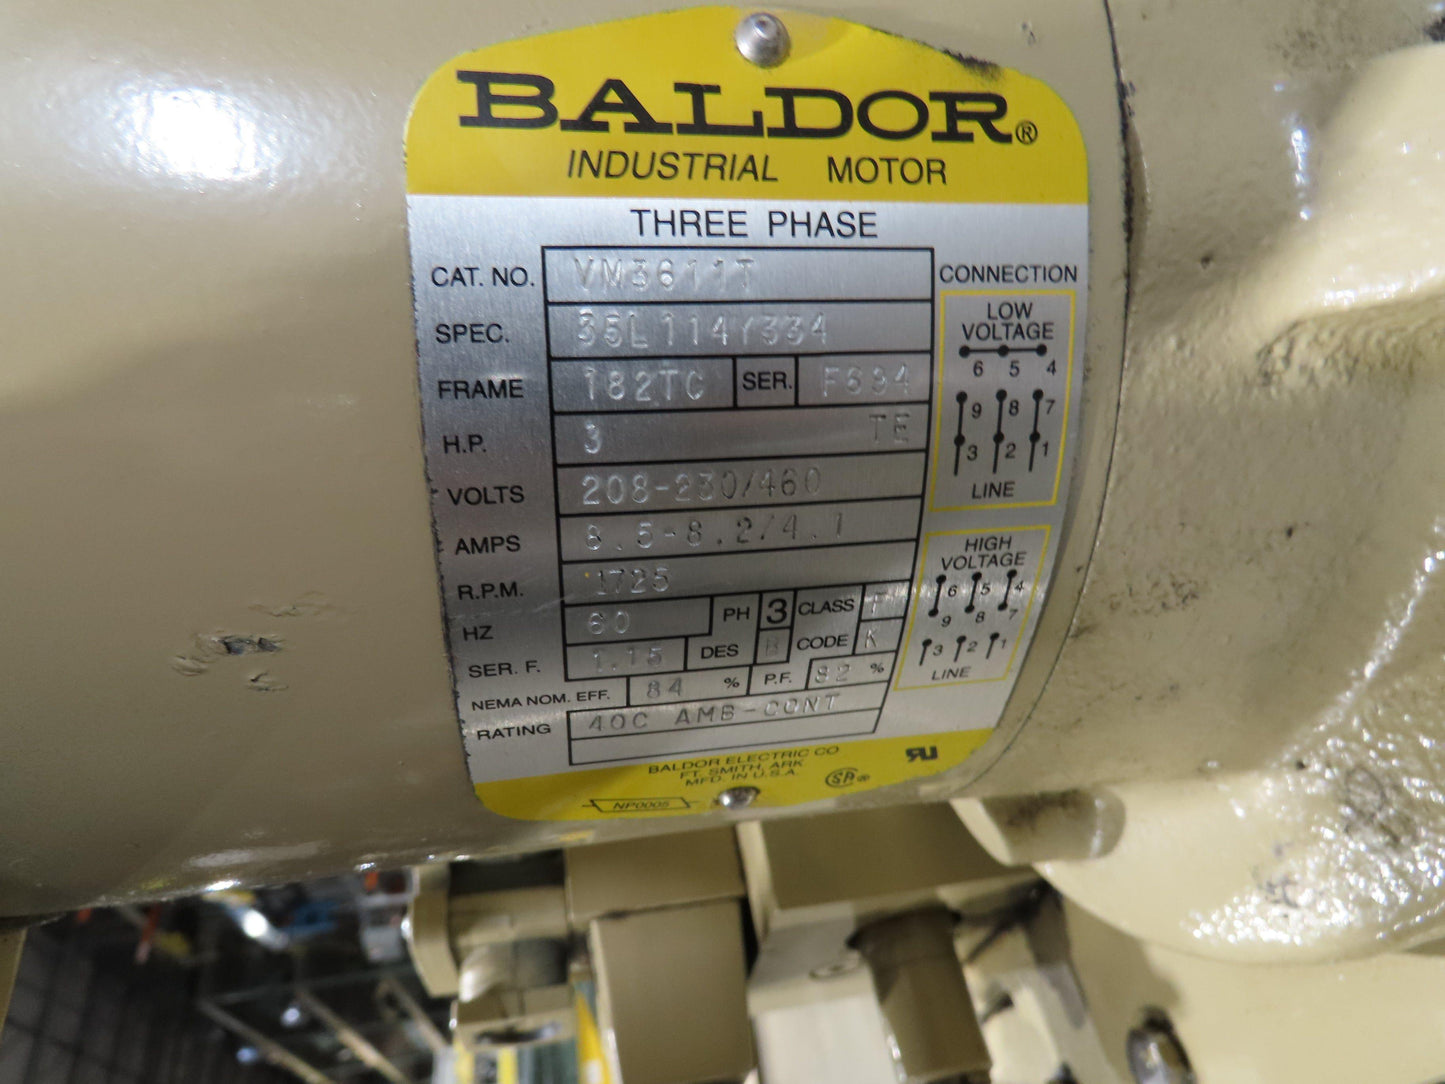 BALDOR®
INDUSTRIAL MOTOR
THREE PHASE
CAT. NO. VM3611T
SPEC. 35L114Y334
FRAME 182TC SER. F694
H.P. 3 TE
VOLTS 208-230/460
AMPS 8.5-8.2/4.1
R.P.M. 1725
HZ 60 PH 3 CLASS F
SER. F. 1.15 DES B CODE K
NEMA NOM. EFF. 84 % P.F. 82 %
RATING 40C AMB-CONT
CONNECTION
LOW
VOLTAGE
6 5 4
9 8 7
3 2 1
LINE
HIGH
VOLTAGE
6 5 4
9 8 7
3 2 1
LINE
BALDOR ELECTRIC CO
FT. SMITH, ARK
MFD. IN U.S.A.
NP0005